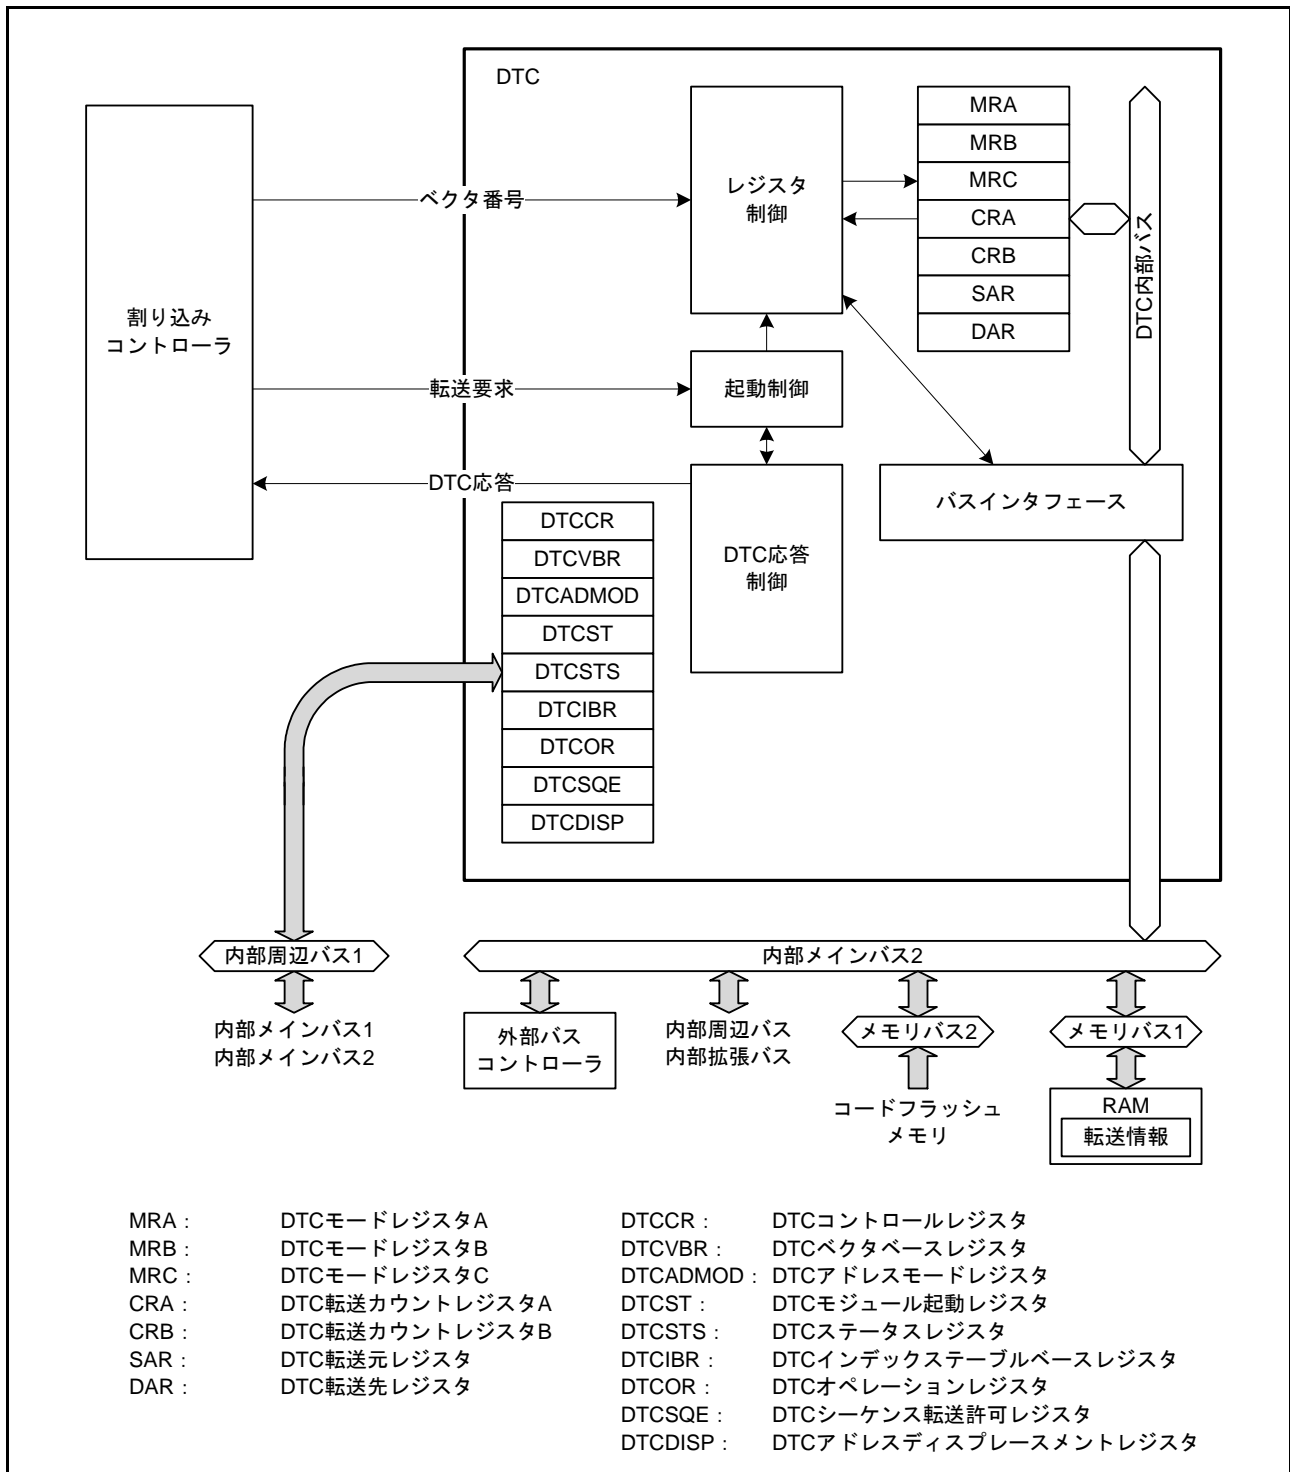 DTC
割り込み
コントローラ
ベクタ番号
転送要求
DTC応答
レジスタ
制御
起動制御
DTC応答
制御
MRA
MRB
MRC
CRA
CRB
SAR
DAR
DTC内部バス
バスインタフェース
DTCCR
DTCVBR
DTCADMOD
DTCST
DTCSTS
DTCIBR
DTCOR
DTCSQE
DTCDISP
内部周辺バス1
内部メインバス1
内部メインバス2
内部メインバス2
外部バス
コントローラ
内部周辺バス
内部拡張バス
メモリバス2
コードフラッシュ
メモリ
メモリバス1
RAM
転送情報
MRA : DTCモードレジスタA
MRB : DTCモードレジスタB
MRC : DTCモードレジスタC
CRA : DTC転送カウントレジスタA
CRB : DTC転送カウントレジスタB
SAR : DTC転送元レジスタ
DAR : DTC転送先レジスタ
DTCCR : DTCコントロールレジスタ
DTCVBR : DTCベクタベースレジスタ
DTCADMOD : DTCアドレスモードレジスタ
DTCST : DTCモジュール起動レジスタ
DTCSTS : DTCステータスレジスタ
DTCIBR : DTCインデックステーブルベースレジスタ
DTCOR : DTCオペレーションレジスタ
DTCSQE : DTCシーケンス転送許可レジスタ
DTCDISP : DTCアドレスディスプレースメントレジスタ